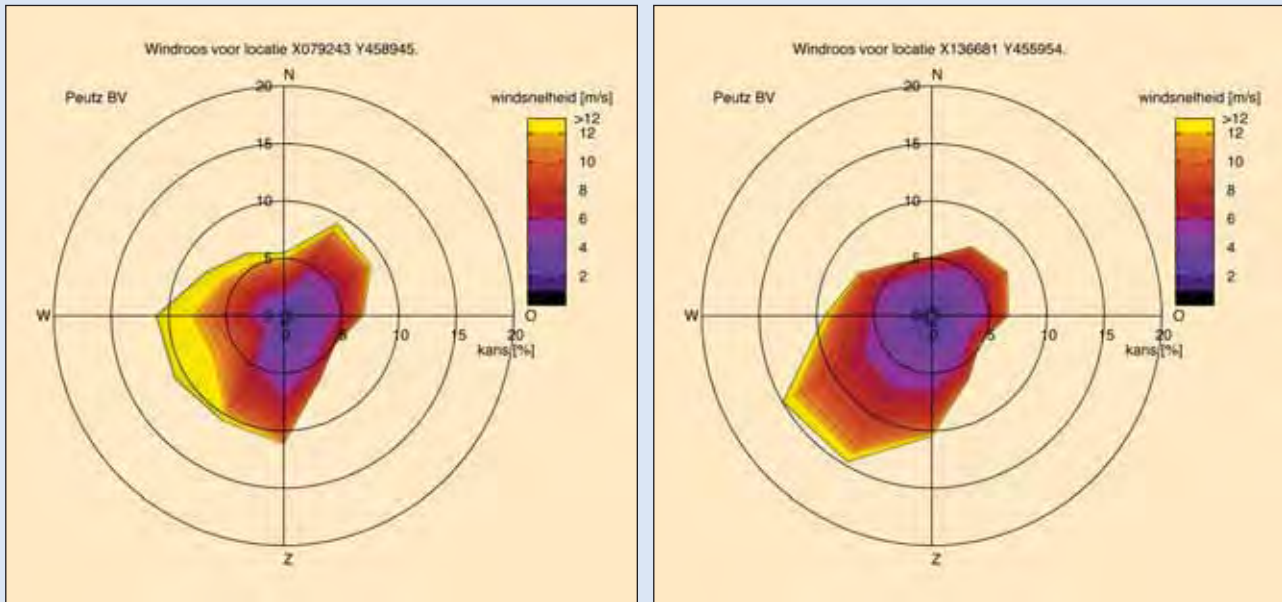 Windroos voor locatie X079243 Y458945.
N
Peutz BV
windsnelheid [m/s]
20
15
10
5
>12
12
10
8
6
4
2
W
0
5
10
15
20
O
kans [%]
Z
Windroos voor locatie X136681 Y455954.
N
Peutz BV
windsnelheid [m/s]
20
15
10
5
>12
12
10
8
6
4
2
W
0
5
10
15
20
O
kans [%]
Z